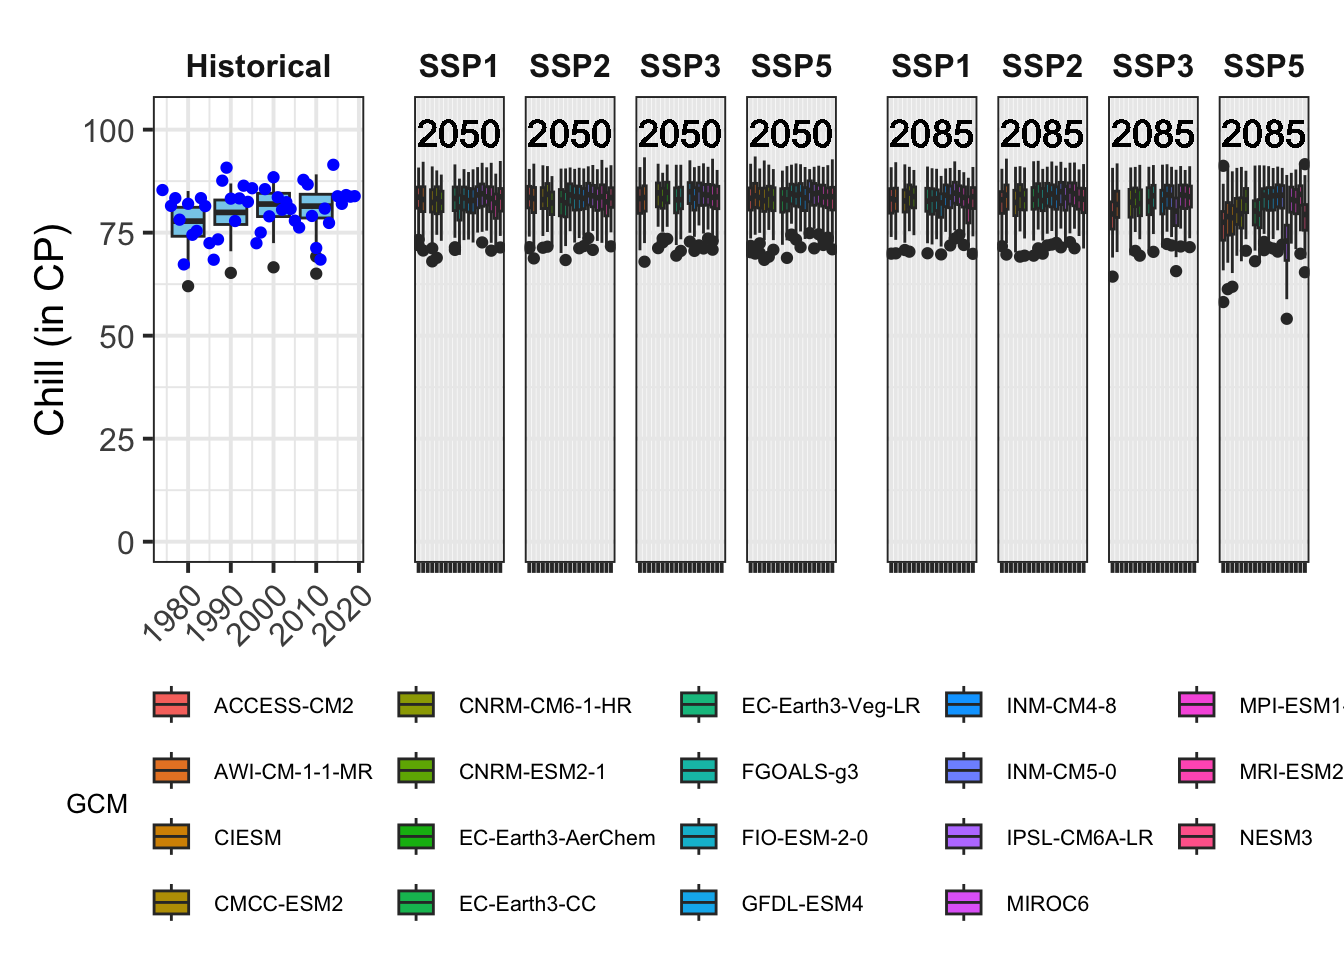 Historical SSP1 SSP2 SSP3 SSP5 SSP1 SSP2 SSP3 SSP5
2050 2050 2050 2050 2085 2085 2085 2085
Chill (in CP)
100
75
50
25
0
1980 1990 2000 2010 2020
GCM
ACCESS-CM2
AWI-CM-1-1-MR
CIESM
CMCC-ESM2
CNRM-CM6-1-HR
CNRM-ESM2-1
EC-Earth3-AerChem
EC-Earth3-CC
EC-Earth3-Veg-LR
FGOALS-g3
FIO-ESM-2-0
GFDL-ESM4
INM-CM4-8
INM-CM5-0
IPSL-CM6A-LR
MIROC6
MPI-ESM1-
MRI-ESM2
NESM3